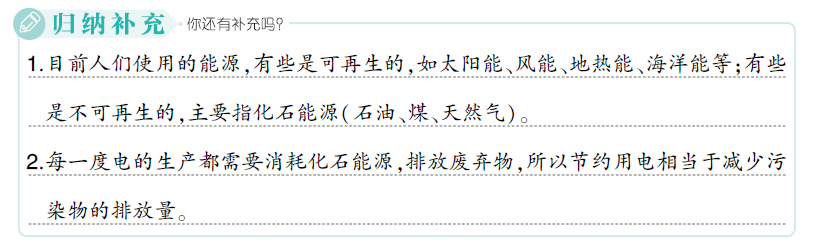 归纳补充 你还有补充吗?
1.目前人们使用的能源,有些是可再生的,如太阳能、风能、地热能、海洋能等;有些
是不可再生的,主要指化石能源(石油、煤、天然气)。
2.每一度电的生产都需要消耗化石能源,排放废弃物,所以节约用电相当于减少污
染物的排放量。